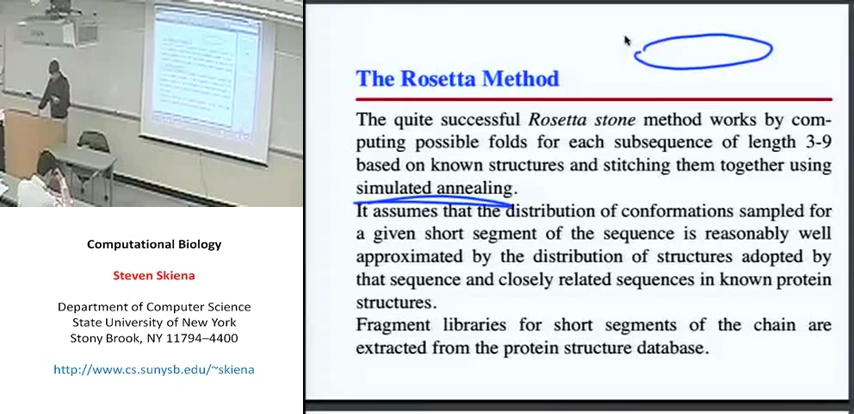 Computational Biology
Steven Skiena
Department of Computer Science
State University of New York
Stony Brook, NY 11794–4400
http://www.cs.sunysb.edu/~skiena
The Rosetta Method
The quite successful Rosetta stone method works by com-
puting possible folds for each subsequence of length 3-9
based on known structures and stitching them together using
simulated annealing.
It assumes that the distribution of conformations sampled for
a given short segment of the sequence is reasonably well
approximated by the distribution of structures adopted by
that sequence and closely related sequences in known protein
structures.
Fragment libraries for short segments of the chain are
extracted from the protein structure database.